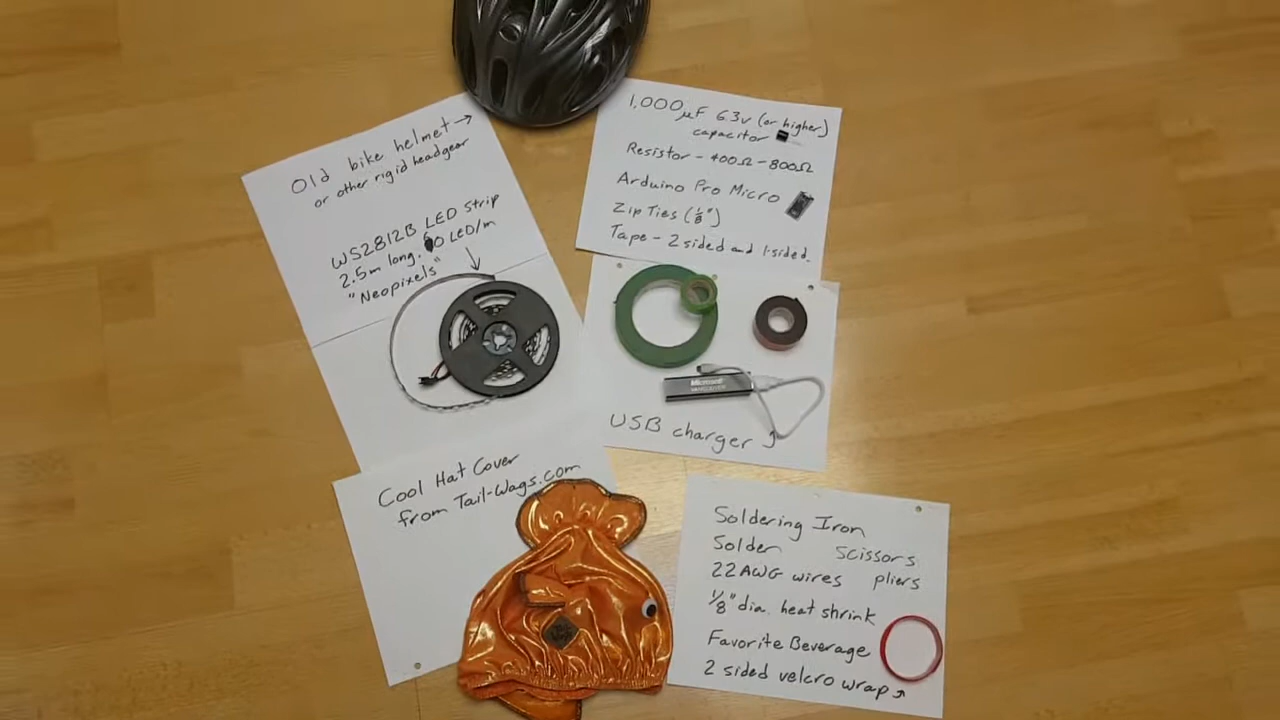 Old bike helmet →
or other rigid headgear
WS2812B LED strip
2.5m long. 60 LED/m
"Neopixels"
1,000µF 6.3v (or higher)
capacitor
Resistor - 400Ω - 800Ω
Arduino Pro Micro
Zip Ties (1/8")
Tape - 2 sided and 1-sided.
Microsoft
USB charger
Cool Hat Cover
from Tail-Wags.com
Soldering Iron
Solder Scissors
22AWG wires pliers
1/8" dia. heat shrink
Favorite Beverage
2 sided velcro wrap